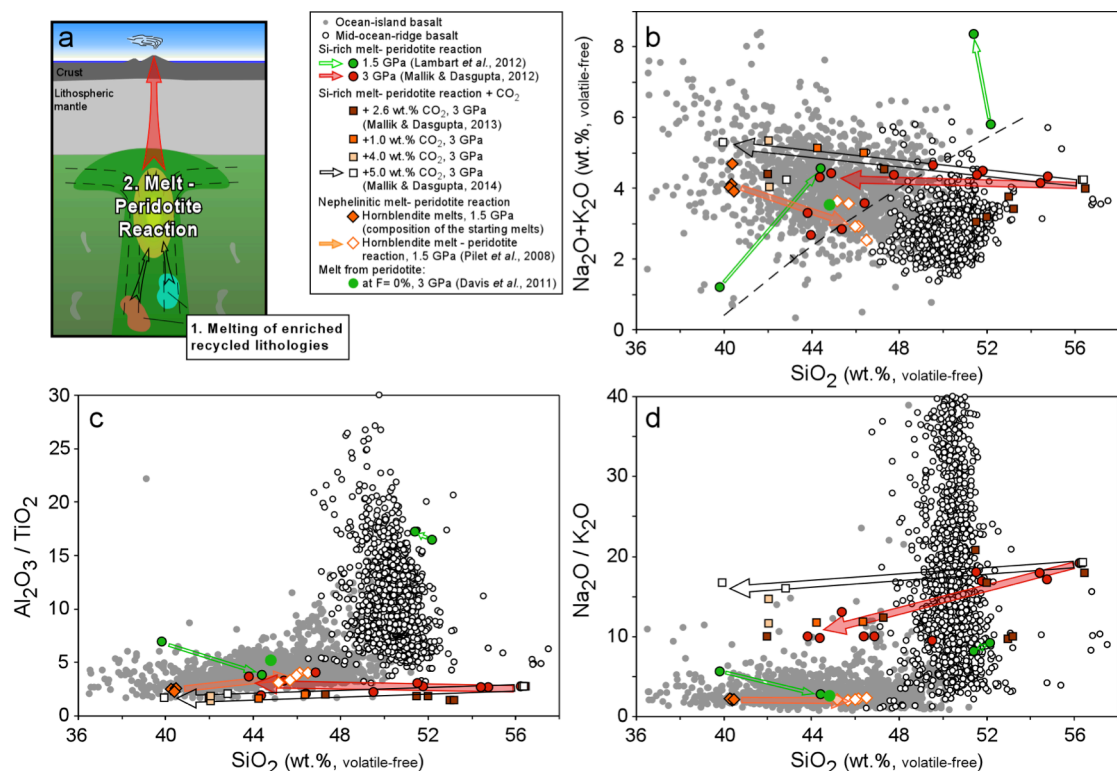 a
Crust
Lithospheric
mantle
2. Melt -
Peridotite
Reaction
1. Melting of enriched
recycled lithologies
Ocean-island basalt
Mid-ocean-ridge basalt
Si-rich melt- peridotite reaction
1.5 GPa (Lambart et al., 2012)
3 GPa (Mallik & Dasgupta, 2012)
Si-rich melt-peridotite reaction + CO2
+ 2.6 wt.% CO2, 3 GPa
(Mallik & Dasgupta, 2013)
+1.0 wt.% CO2, 3 GPa
+4.0 wt.% CO2, 3 GPa
+5.0 wt.% CO2, 3 GPa
(Mallik & Dasgupta, 2014)
Nephelinitic melt- peridotite reaction
Hornblendite melts, 1.5 GPa
(composition of the starting melts)
Hornblendite melt - peridotite
reaction, 1.5 GPa (Pilet et al., 2008)
Melt from peridotite:
at F= 0%, 3 GPa (Davis et al., 2011)
b
Na2O+K2O (wt.%, volatile-free)
8
6
4
2
0
36 40 44 48 52 56
SiO2 (wt.%, volatile-free)
c
Al2O3 / TiO2
30
25
20
15
10
5
0
36 40 44 48 52 56
SiO2 (wt.%, volatile-free)
d
Na2O / K2O
40
30
20
10
0
36 40 44 48 52 56
SiO2 (wt.%, volatile-free)